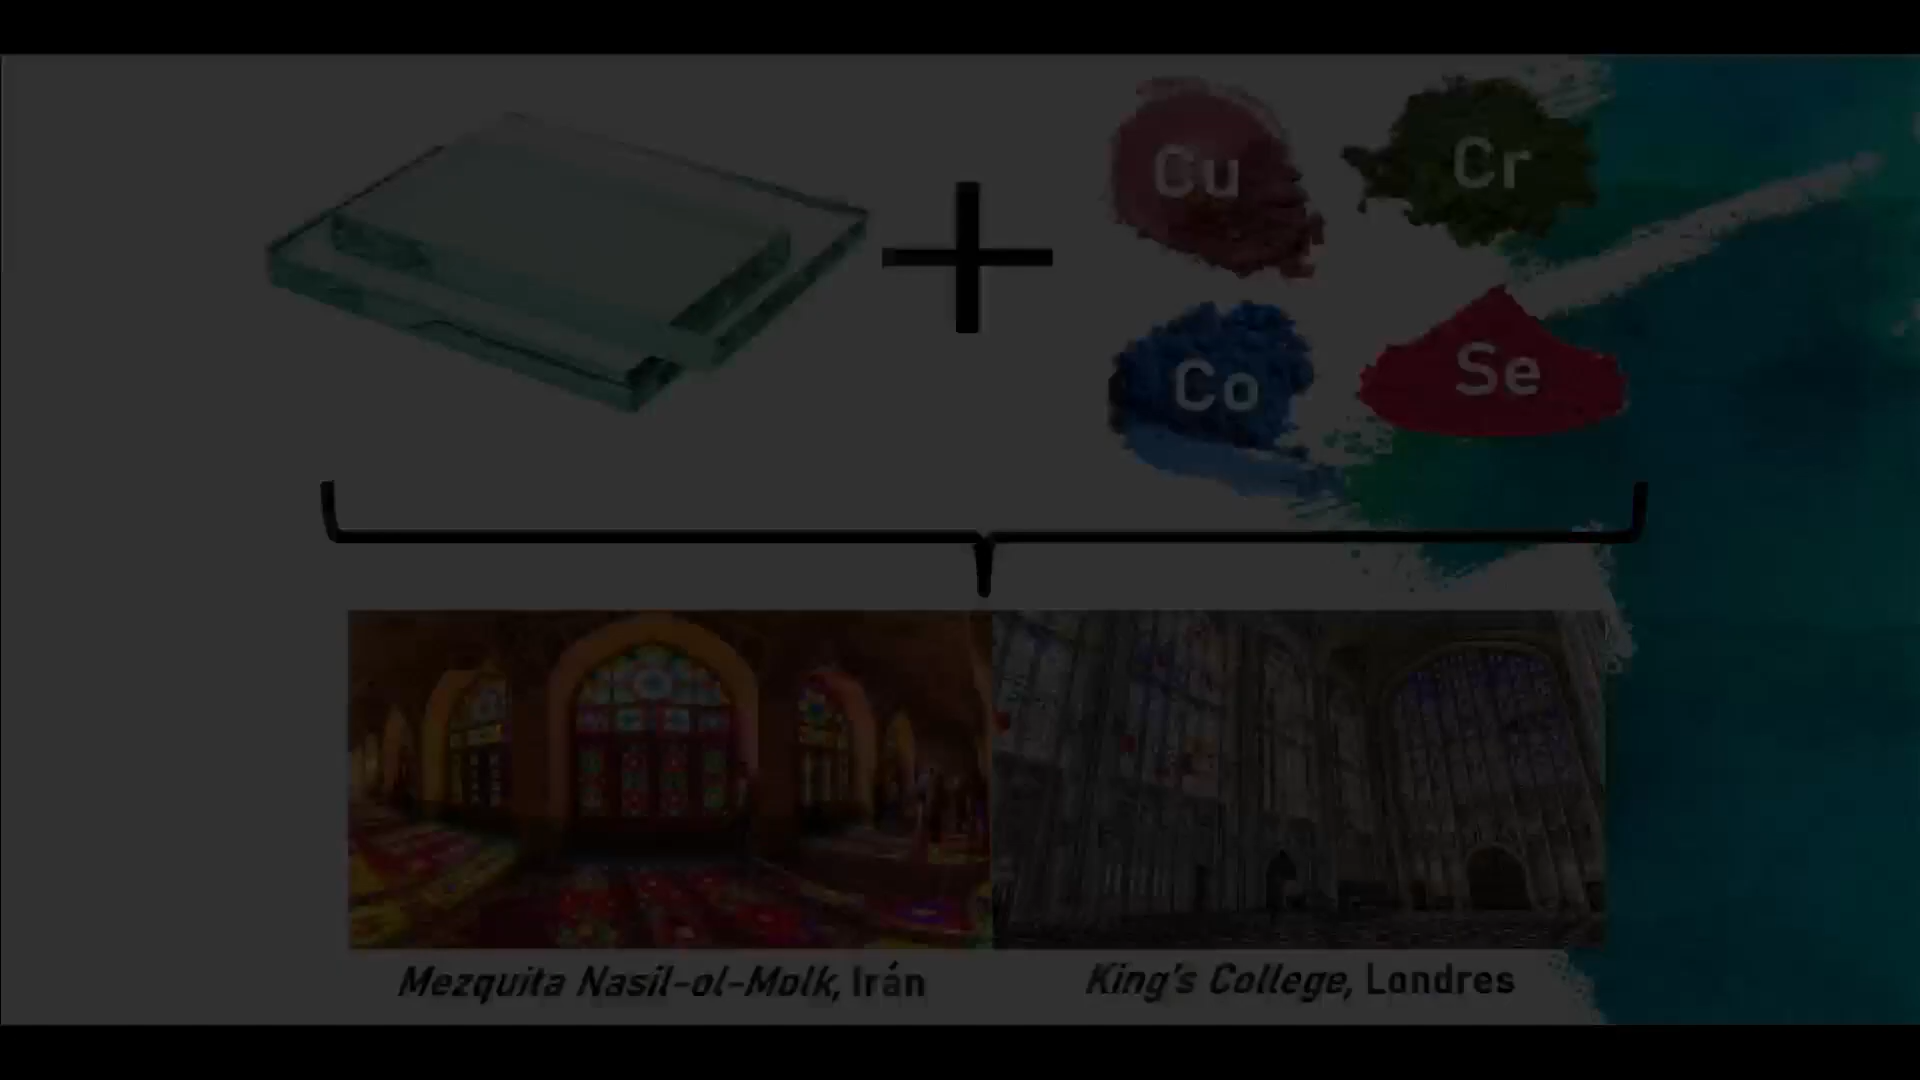 Cu
Cr
Co
Se
Mezquita Nasil-ol-Molk, Irán
King's College, Londres